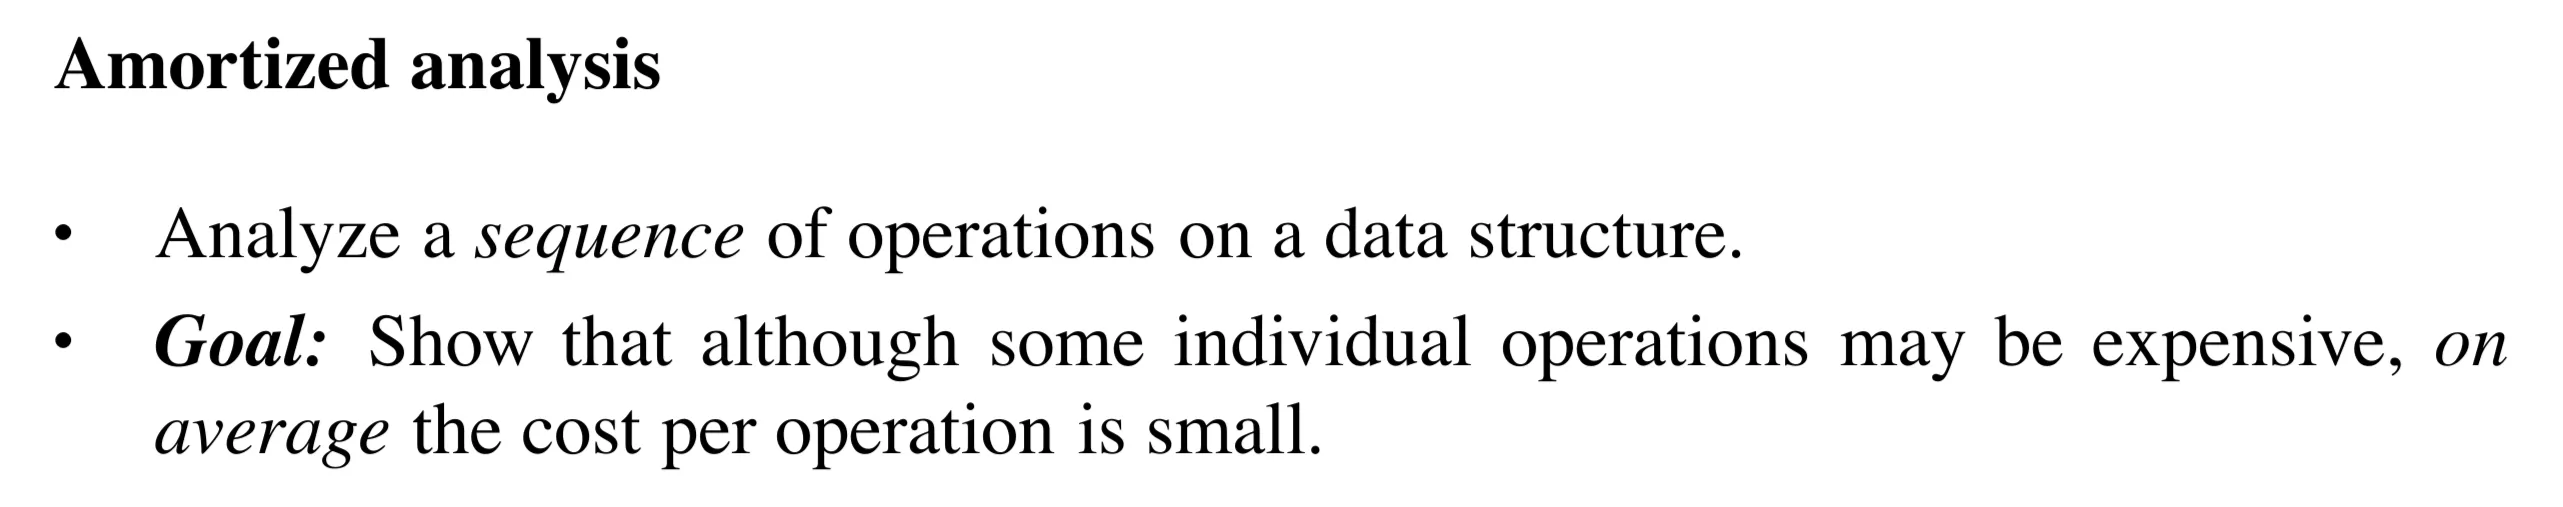 Amortized analysis
• Analyze a sequence of operations on a data structure.
• Goal: Show that although some individual operations may be expensive, on
average the cost per operation is small.